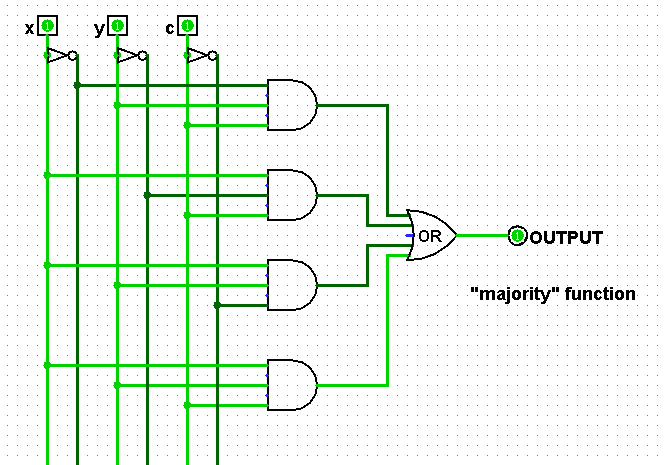 x y c
1 1 1
OR
1 OUTPUT
"majority" function